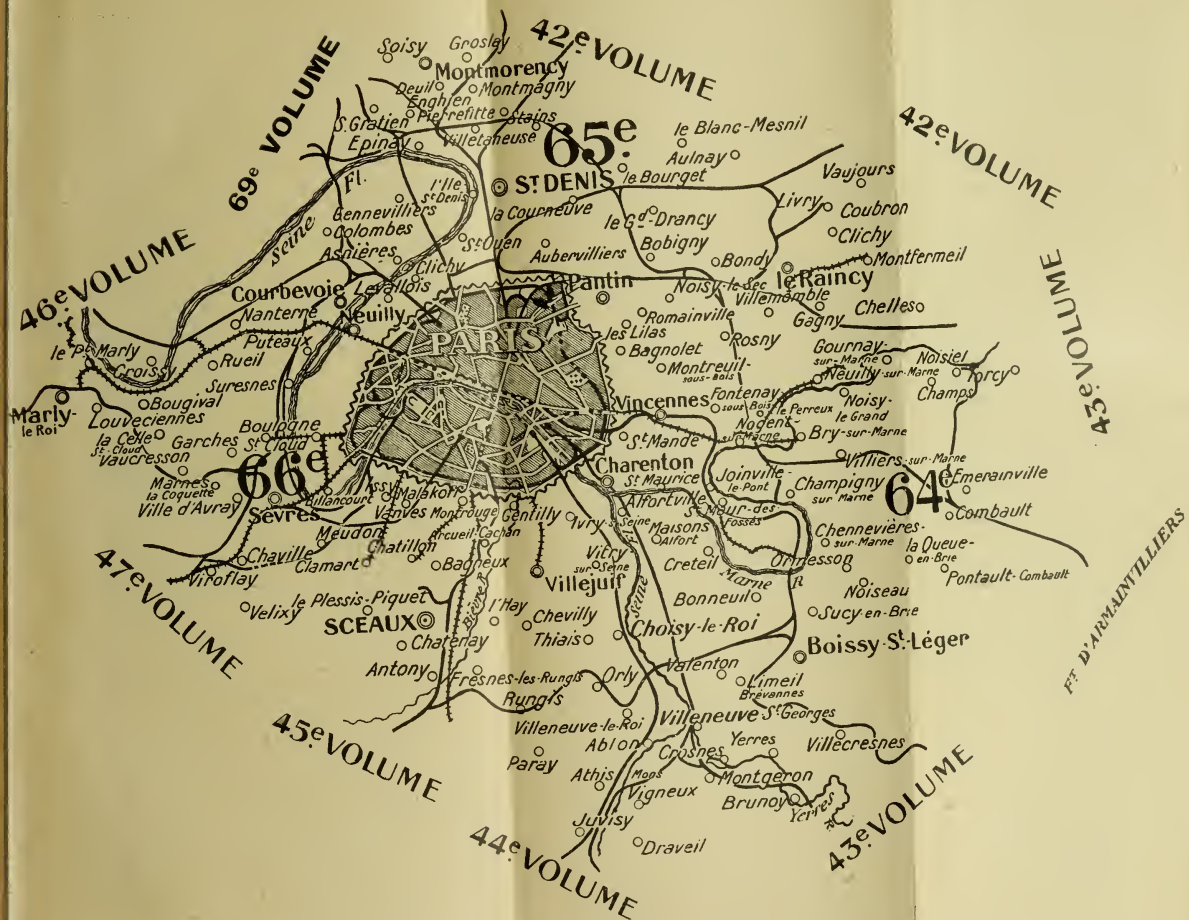 42e VOLUME
69e VOLUME
Soisy
Groslay
Montmorency
Deuil
Montmagny
Enghien
S. Gratien
Pierrefitte
Stains
Epinay
Villetaneuse
65e
le Blanc-Mesnil
42e VOLUME
Aulnay
Vaujours
Fl.
l'Ile St Denis
ST DENIS
le Bourget
Livry
Coubron
Gennevilliers
la Courneuve
le Gd-Drancy
Clichy
Seine
Colombes
St Ouen
Bobigny
Asnières
Aubervilliers
Bondy
Montfermeil
46e VOLUME
Clichy
le Raincy
43e VOLUME
Courbevoie
Levallois
Pantin
Noisy-le-Sec
Villemomble
Chelles
Nanterne
Neuilly
Romainville
Gagny
Puteaux
PARIS
les Lilas
Rosny
le Pt Marly
Croissy
Rueil
Bagnolet
Gournay-sur-Marne
Noisiel
Montreuil-sous-Bois
Neuilly-sur-Marne
Torcy
Suresnes
Champs
Marly-le Roi
Bougival
Vincennes
Fontenay sous Bois
le Perreux
Noisy-le Grand
Louveciennes
Nogent sur Marne
la Celle St-Cloud
Garches
Boulogne
Bry-sur-Marne
St Cloud
St Mandé
Vaucresson
66e
Villiers-sur-Marne
Charenton
Joinville-le-Pont
64e
Emerainville
Marnes la Coquette
St Maurice
Champigny sur Marne
Billancourt
Issy
Malakoff
Alfortville
St Maur-des Fossés
Ville d'Avray
Sèvres
Vanves
Montrouge
Gentilly
Ivry-s-Seine
Combault
Meudon
Arcueil-Cachan
Maisons Alfort
Chennevières-sur-Marne
47e VOLUME
Chaville
Chatillon
Vitry sur-Seine
la Queue-en-Brie
Clamart
Bagneux
Creteil
Ormesson
Viroflay
Villejuif
Marne R
Pontault-Combault
FT D'ARMAINVILLIERS
Seine
Bonneuil
Noiseau
Velixy
le Plessis-Piquet
Bièvres
l'Hay
Chevilly
Sucy-en-Brie
SCEAUX
Thiais
Choisy-le-Roi
Chatenay
Boissy-St-Léger
Antony
Fresnes-les-Rungis
Orly
Valenton
Limeil Brévannes
Rungis
45e VOLUME
Villeneuve-le-Roi
Villeneuve St Georges
Ablon
Yerres
Villecresnes
Paray
Crosnes
Athis
Mons
Montgeron
Vigneux
Brunoy
Yerres R.
43e VOLUME
Juvisy
44e VOLUME
Draveil